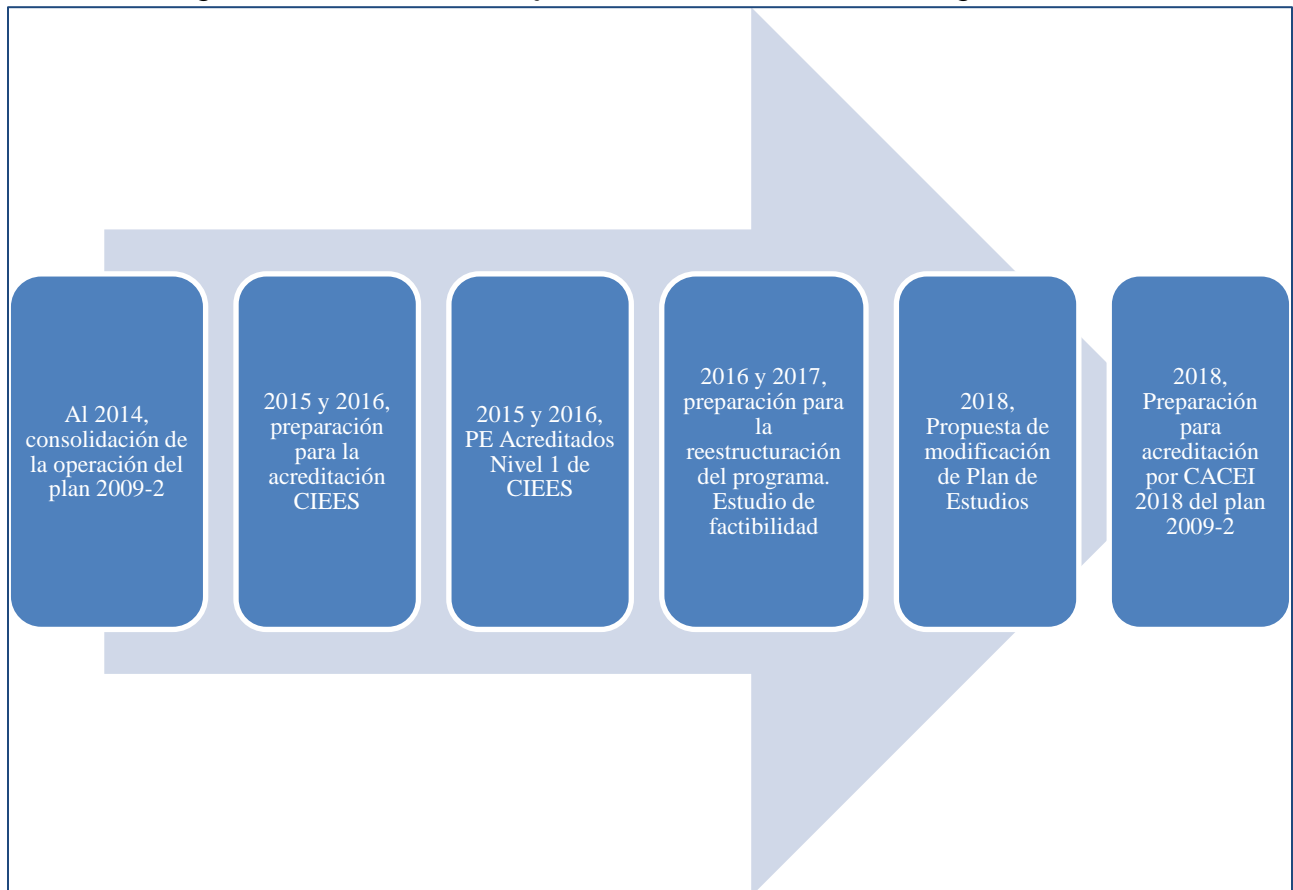 Al 2014,
consolidación de
la operación del
plan 2009-2
2015 y 2016,
preparación
para la
acreditación
CIEES
2015 y 2016,
PE Acreditados
Nivel 1 de
CIEES
2016 y 2017,
preparación para
la
reestructuración
del programa.
Estudio de
factibilidad
2018,
Propuesta de
modificación
de Plan de
Estudios
2018,
Preparación
para
acreditación
por CACEI
2018 del plan
2009-2